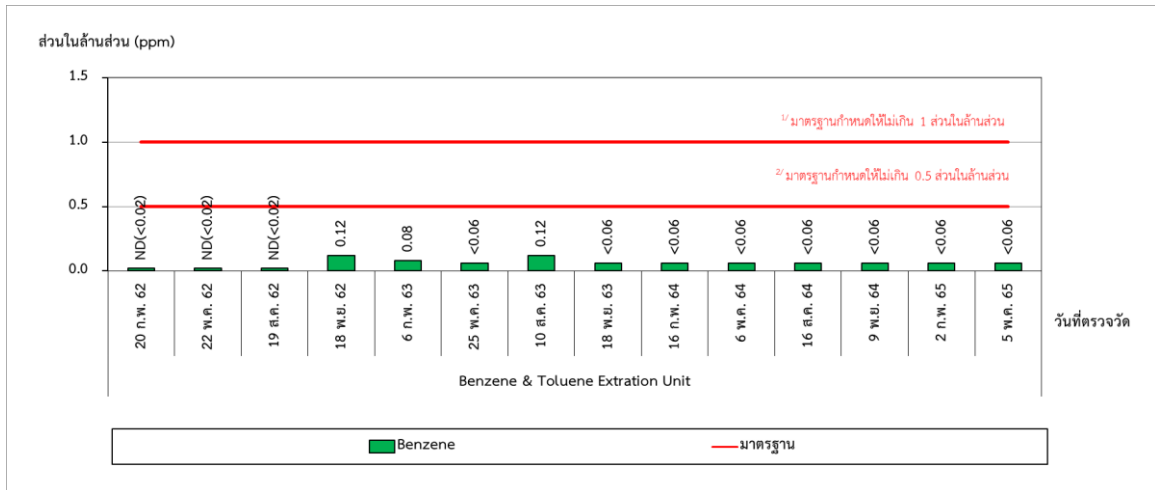 ส่วนในล้านส่วน (ppm)
1.5
1/ มาตรฐานกำหนดให้ไม่เกิน 1 ส่วนในล้านส่วน
1.0
2/ มาตรฐานกำหนดให้ไม่เกิน 0.5 ส่วนในล้านส่วน
0.5
ND(<0.02)
ND(<0.02)
ND(<0.02)
0.12
0.08
<0.06
0.12
<0.06
<0.06
<0.06
<0.06
<0.06
<0.06
<0.06
0.0
20 ก.พ. 62
22 พ.ค. 62
19 ส.ค. 62
18 พ.ย. 62
6 ก.พ. 63
25 พ.ค. 63
10 ส.ค. 63
18 พ.ย. 63
16 ก.พ. 64
6 พ.ค. 64
16 ส.ค. 64
9 พ.ย. 64
2 ก.พ. 65
5 พ.ค. 65
วันที่ตรวจวัด
Benzene & Toluene Extration Unit
Benzene
มาตรฐาน